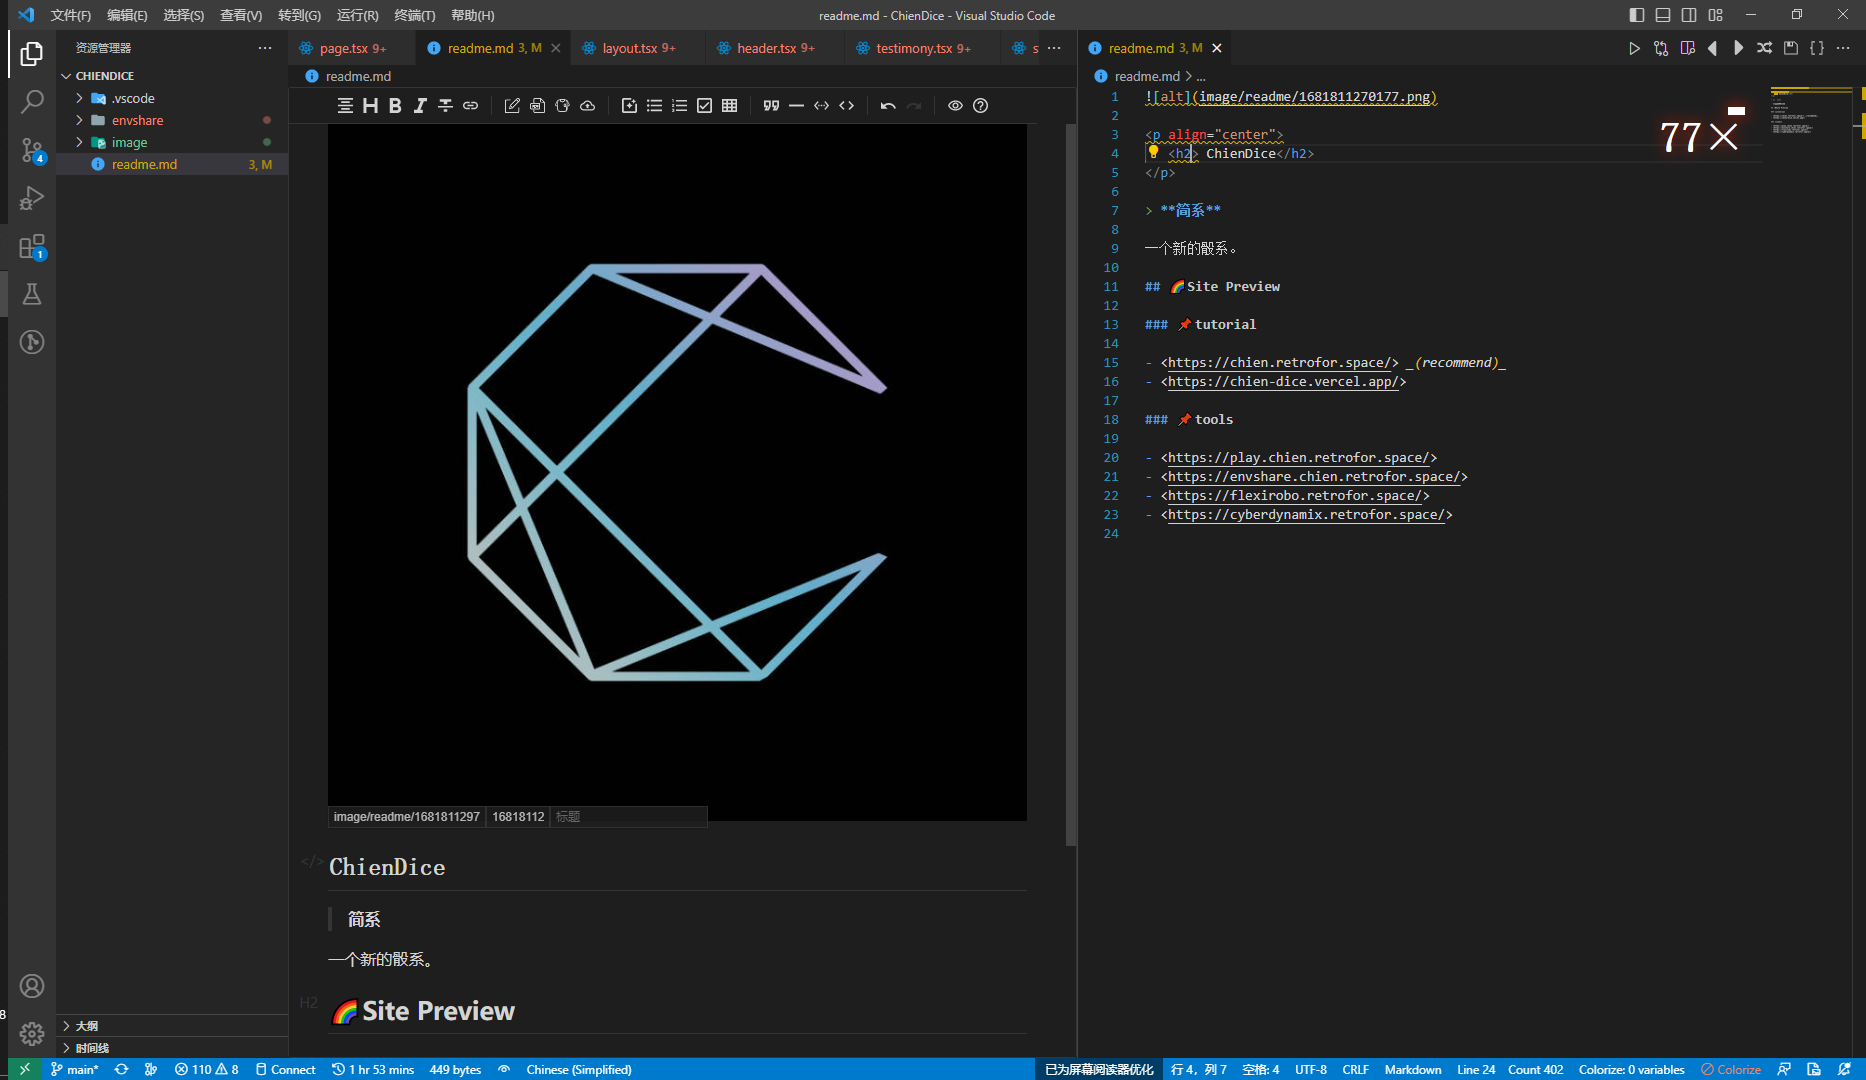 文件(F) 编辑(E) 选择(S) 查看(V) 转到(G) 运行(R) 终端(T) 帮助(H)
readme.md - ChienDice - Visual Studio Code
资源管理器
CHIENDICE
.vscode
envshare
image
readme.md 3, M
大纲
时间线
4
1
8
page.tsx 9+
readme.md 3, M
layout.tsx 9+
header.tsx 9+
testimony.tsx 9+
s
readme.md
H B I
image/readme/1681811297 16818112 标题
</> ChienDice
简系
一个新的骰系。
H2 🌈Site Preview
readme.md 3, M
readme.md > ...
77×
1 ![alt](image/readme/1681811270177.png)
2
3 <p align="center">
4 <h2> ChienDice</h2>
5 </p>
6
7 > **简系**
8
9 一个新的骰系。
10
11 ## 🌈Site Preview
12
13 ### 📌tutorial
14
15 - <https://chien.retrofor.space/> _(recommend)_
16 - <https://chien-dice.vercel.app/>
17
18 ### 📌tools
19
20 - <https://play.chien.retrofor.space/>
21 - <https://envshare.chien.retrofor.space/>
22 - <https://flexirobo.retrofor.space/>
23 - <https://cyberdynamix.retrofor.space/>
24
main* 110 8 Connect 1 hr 53 mins 449 bytes Chinese (Simplified)
已为屏幕阅读器优化 行 4，列 7 空格: 4 UTF-8 CRLF Markdown Line 24 Count 402 Colorize: 0 variables Colorize